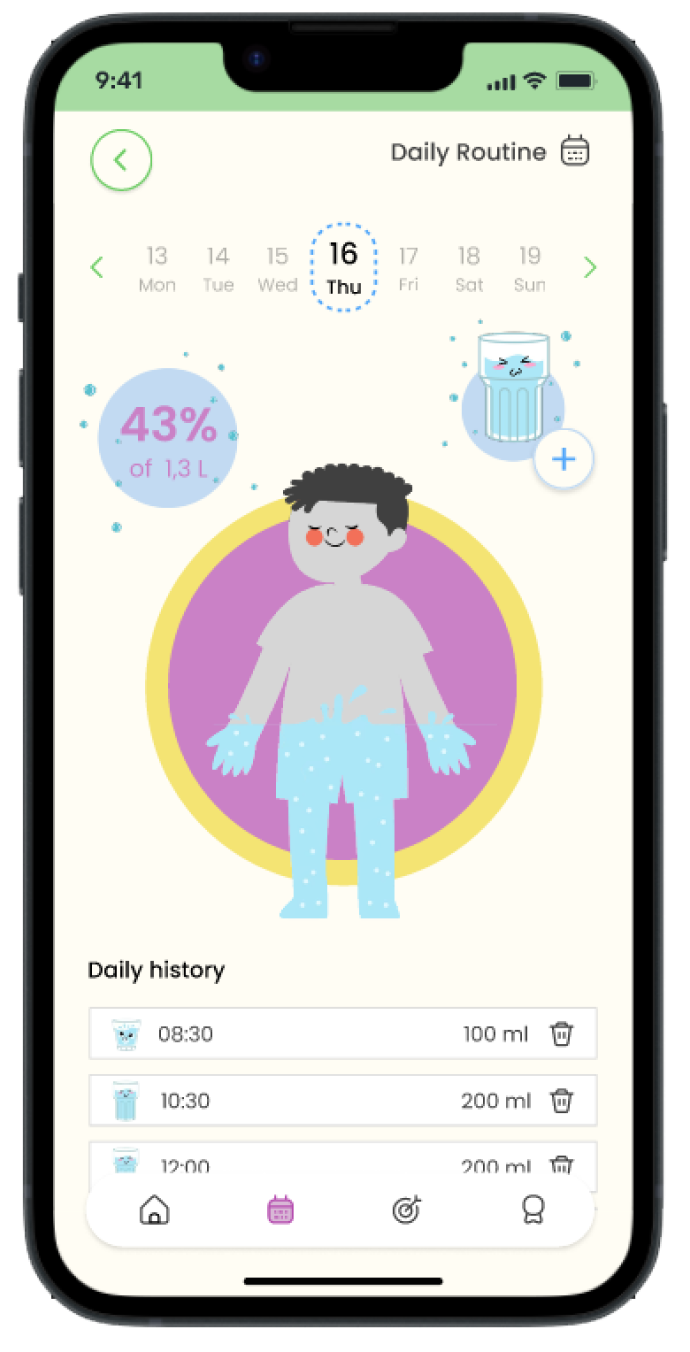 9:41
Daily Routine
13 14 15 16 17 18 19
Mon Tue Wed Thu Fri Sat Sun
43%
of 1,3 L
+
Daily history
08:30 100 ml
10:30 200 ml
12:00 200 ml